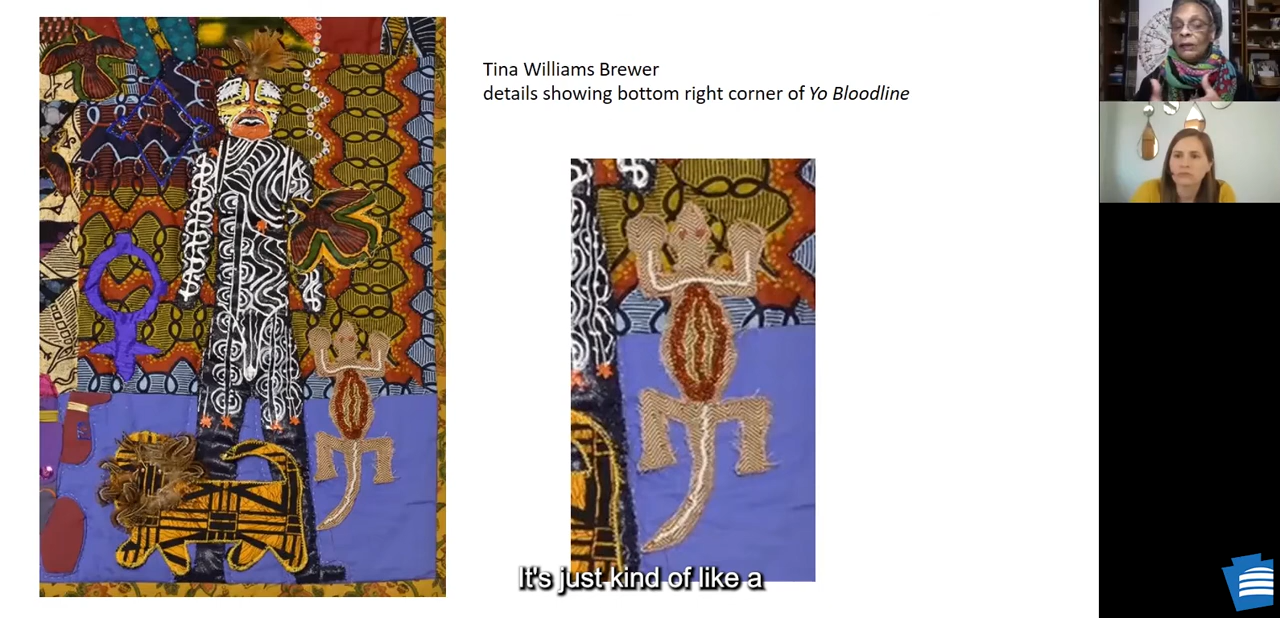 Tina Williams Brewer
details showing bottom right corner of Yo Bloodline
It's just kind of like a